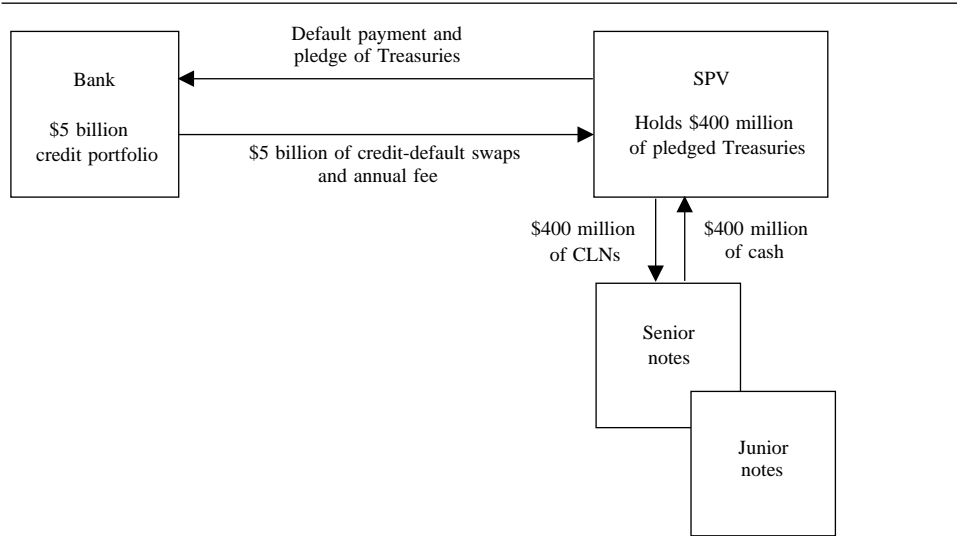 Default payment and
pledge of Treasuries
Bank
$5 billion
credit portfolio
SPV
Holds $400 million
of pledged Treasuries
$5 billion of credit-default swaps
and annual fee
$400 million
of CLNs
$400 million
of cash
Senior
notes
Junior
notes